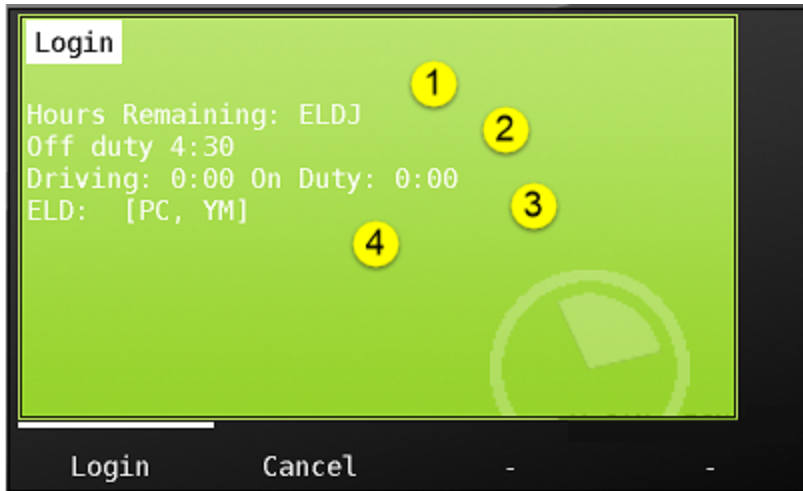 Login
1
Hours Remaining: ELDJ
2
Off duty 4:30
Driving: 0:00 On Duty: 0:00
3
ELD: [PC, YM]
4
Login Cancel - -